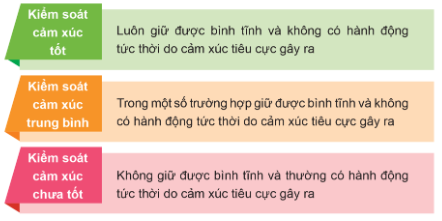 Kiểm soát
cảm xúc
tốt
Luôn giữ được bình tĩnh và không có hành động
tức thời do cảm xúc tiêu cực gây ra
Kiểm soát
cảm xúc
trung bình
Trong một số trường hợp giữ được bình tĩnh và không
có hành động tức thời do cảm xúc tiêu cực gây ra
Kiểm soát
cảm xúc
chưa tốt
Không giữ được bình tĩnh và thường có hành động
tức thời do cảm xúc tiêu cực gây ra